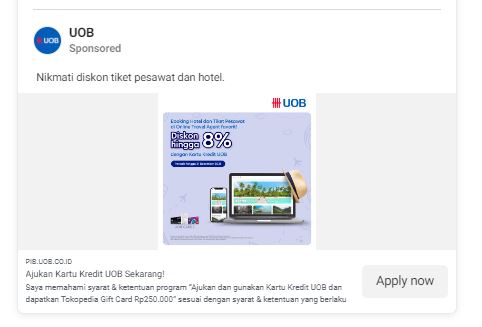 UOB
UOB
Sponsored
Nikmati diskon tiket pesawat dan hotel.
UOB
Booking Hotel dan Tiket Pesawat
di Online Travel Agent favorit!
Diskon
hingga 8%
dengan Kartu Kredit UOB
PIB.UOB.CO.ID
Ajukan Kartu Kredit UOB Sekarang!
Saya memahami syarat & ketentuan program "Ajukan dan gunakan Kartu Kredit UOB dan
dapatkan Tokopedia Gift Card Rp250.000" sesuai dengan syarat & ketentuan yang berlaku
Apply now